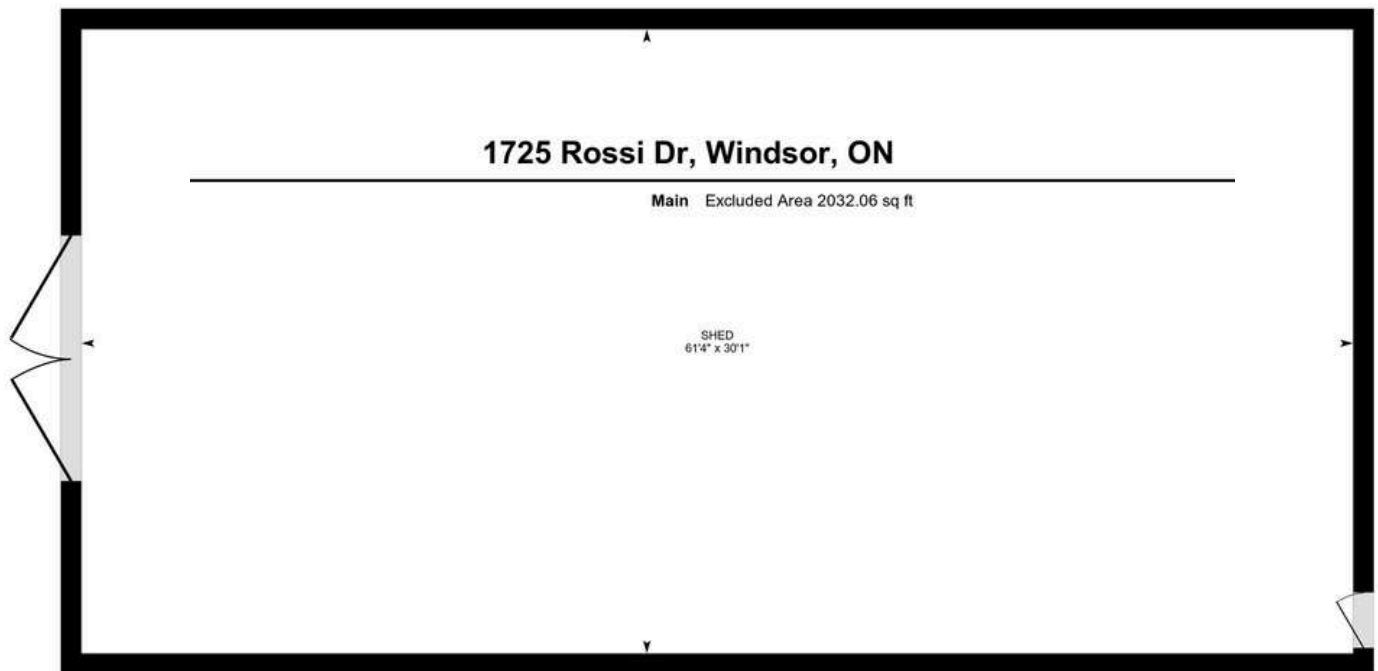 1725 Rossi Dr, Windsor, ON
Main Excluded Area 2032.06 sq ft
SHED
61'4" x 30'1"